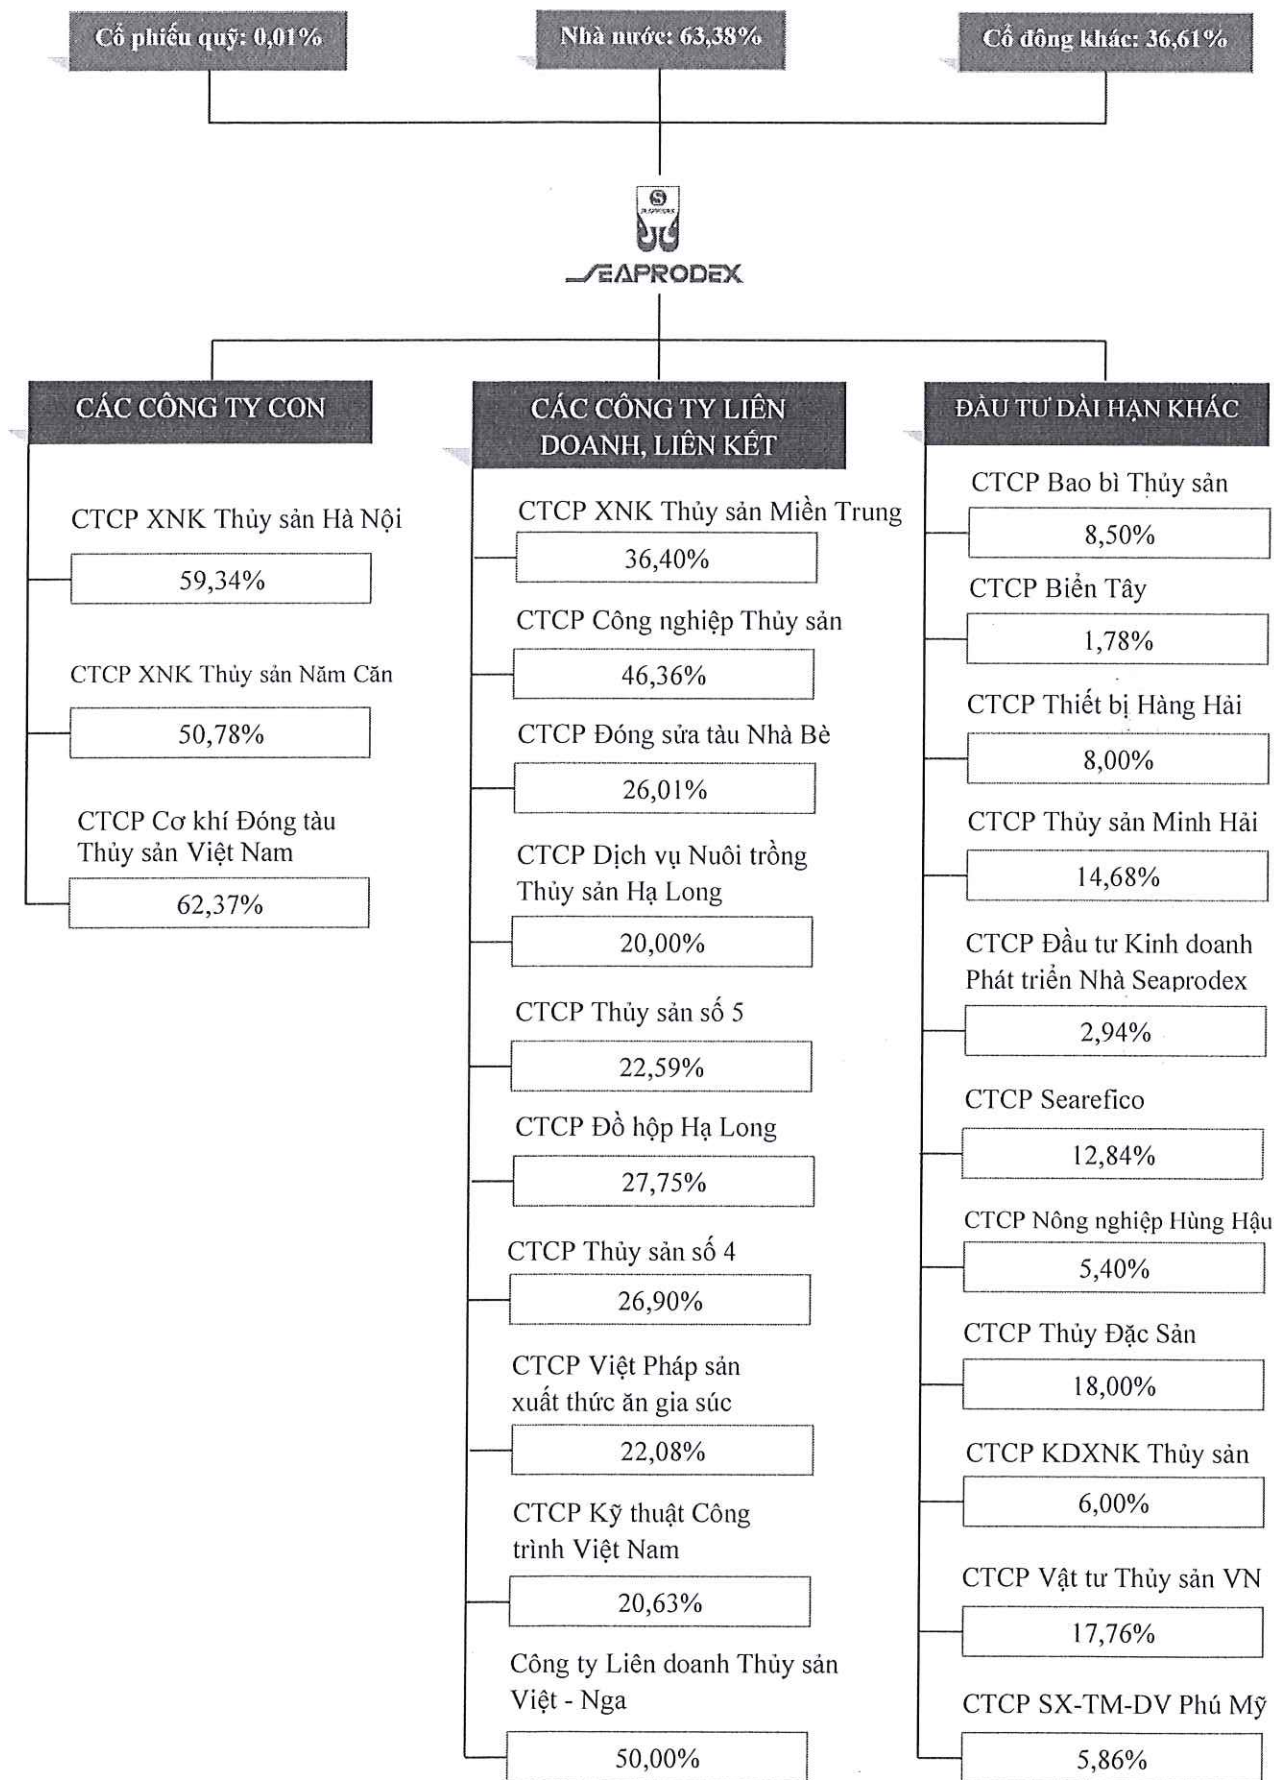 Cổ phiếu quỹ: 0,01%
Nhà nước: 63,38%
Cổ đông khác: 36,61%
SEAPRODEX
CÁC CÔNG TY CON
CTCP XNK Thủy sản Hà Nội
59,34%
CTCP XNK Thủy sản Năm Căn
50,78%
CTCP Cơ khí Đóng tàu
Thủy sản Việt Nam
62,37%
CÁC CÔNG TY LIÊN
DOANH, LIÊN KẾT
CTCP XNK Thủy sản Miền Trung
36,40%
CTCP Công nghiệp Thủy sản
46,36%
CTCP Đóng sửa tàu Nhà Bè
26,01%
CTCP Dịch vụ Nuôi trồng
Thủy sản Hạ Long
20,00%
CTCP Thủy sản số 5
22,59%
CTCP Đồ hộp Hạ Long
27,75%
CTCP Thủy sản số 4
26,90%
CTCP Việt Pháp sản
xuất thức ăn gia súc
22,08%
CTCP Kỹ thuật Công
trình Việt Nam
20,63%
Công ty Liên doanh Thủy sản
Việt - Nga
50,00%
ĐẦU TƯ DÀI HẠN KHÁC
CTCP Bao bì Thủy sản
8,50%
CTCP Biển Tây
1,78%
CTCP Thiết bị Hàng Hải
8,00%
CTCP Thủy sản Minh Hải
14,68%
CTCP Đầu tư Kinh doanh
Phát triển Nhà Seaprodex
2,94%
CTCP Searefico
12,84%
CTCP Nông nghiệp Hùng Hậu
5,40%
CTCP Thủy Đặc Sản
18,00%
CTCP KDXNK Thủy sản
6,00%
CTCP Vật tư Thủy sản VN
17,76%
CTCP SX-TM-DV Phú Mỹ
5,86%